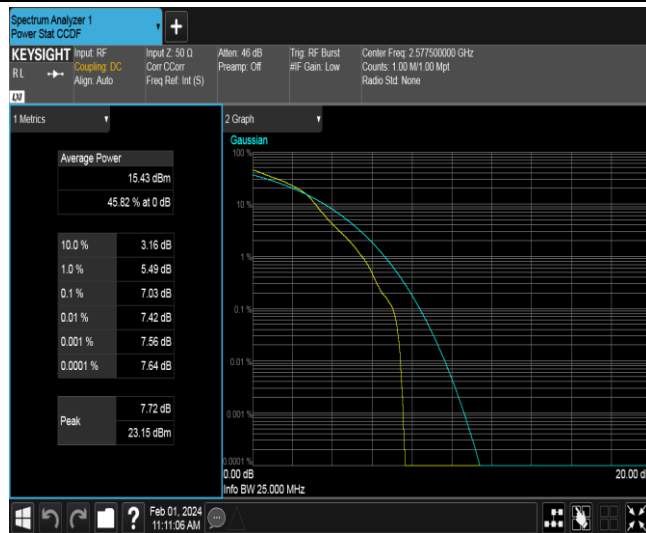 Spectrum Analyzer 1
Power Stat CCDF
KEYSIGHT
RL
Input: RF
Coupling: DC
Align: Auto
Input Z: 50 Ω
Corr CCorr
Freq Ref: Int (S)
Atten: 46 dB
Preamp: Off
Trig: RF Burst
#IF Gain: Low
Center Freq: 2.577500000 GHz
Counts: 1.00 M/1.00 Mpt
Radio Std: None
1 Metrics
Average Power
15.43 dBm
45.82 % at 0 dB
10.0 % 3.16 dB
1.0 % 5.49 dB
0.1 % 7.03 dB
0.01 % 7.42 dB
0.001 % 7.56 dB
0.0001 % 7.64 dB
Peak
7.72 dB
23.15 dBm
2 Graph
Gaussian
100 %
10 %
1 %
0.1 %
0.01 %
0.001 %
0.0001 %
0.00 dB
20.00 d
Info BW 25.000 MHz
?
Feb 01, 2024
11:11:06 AM